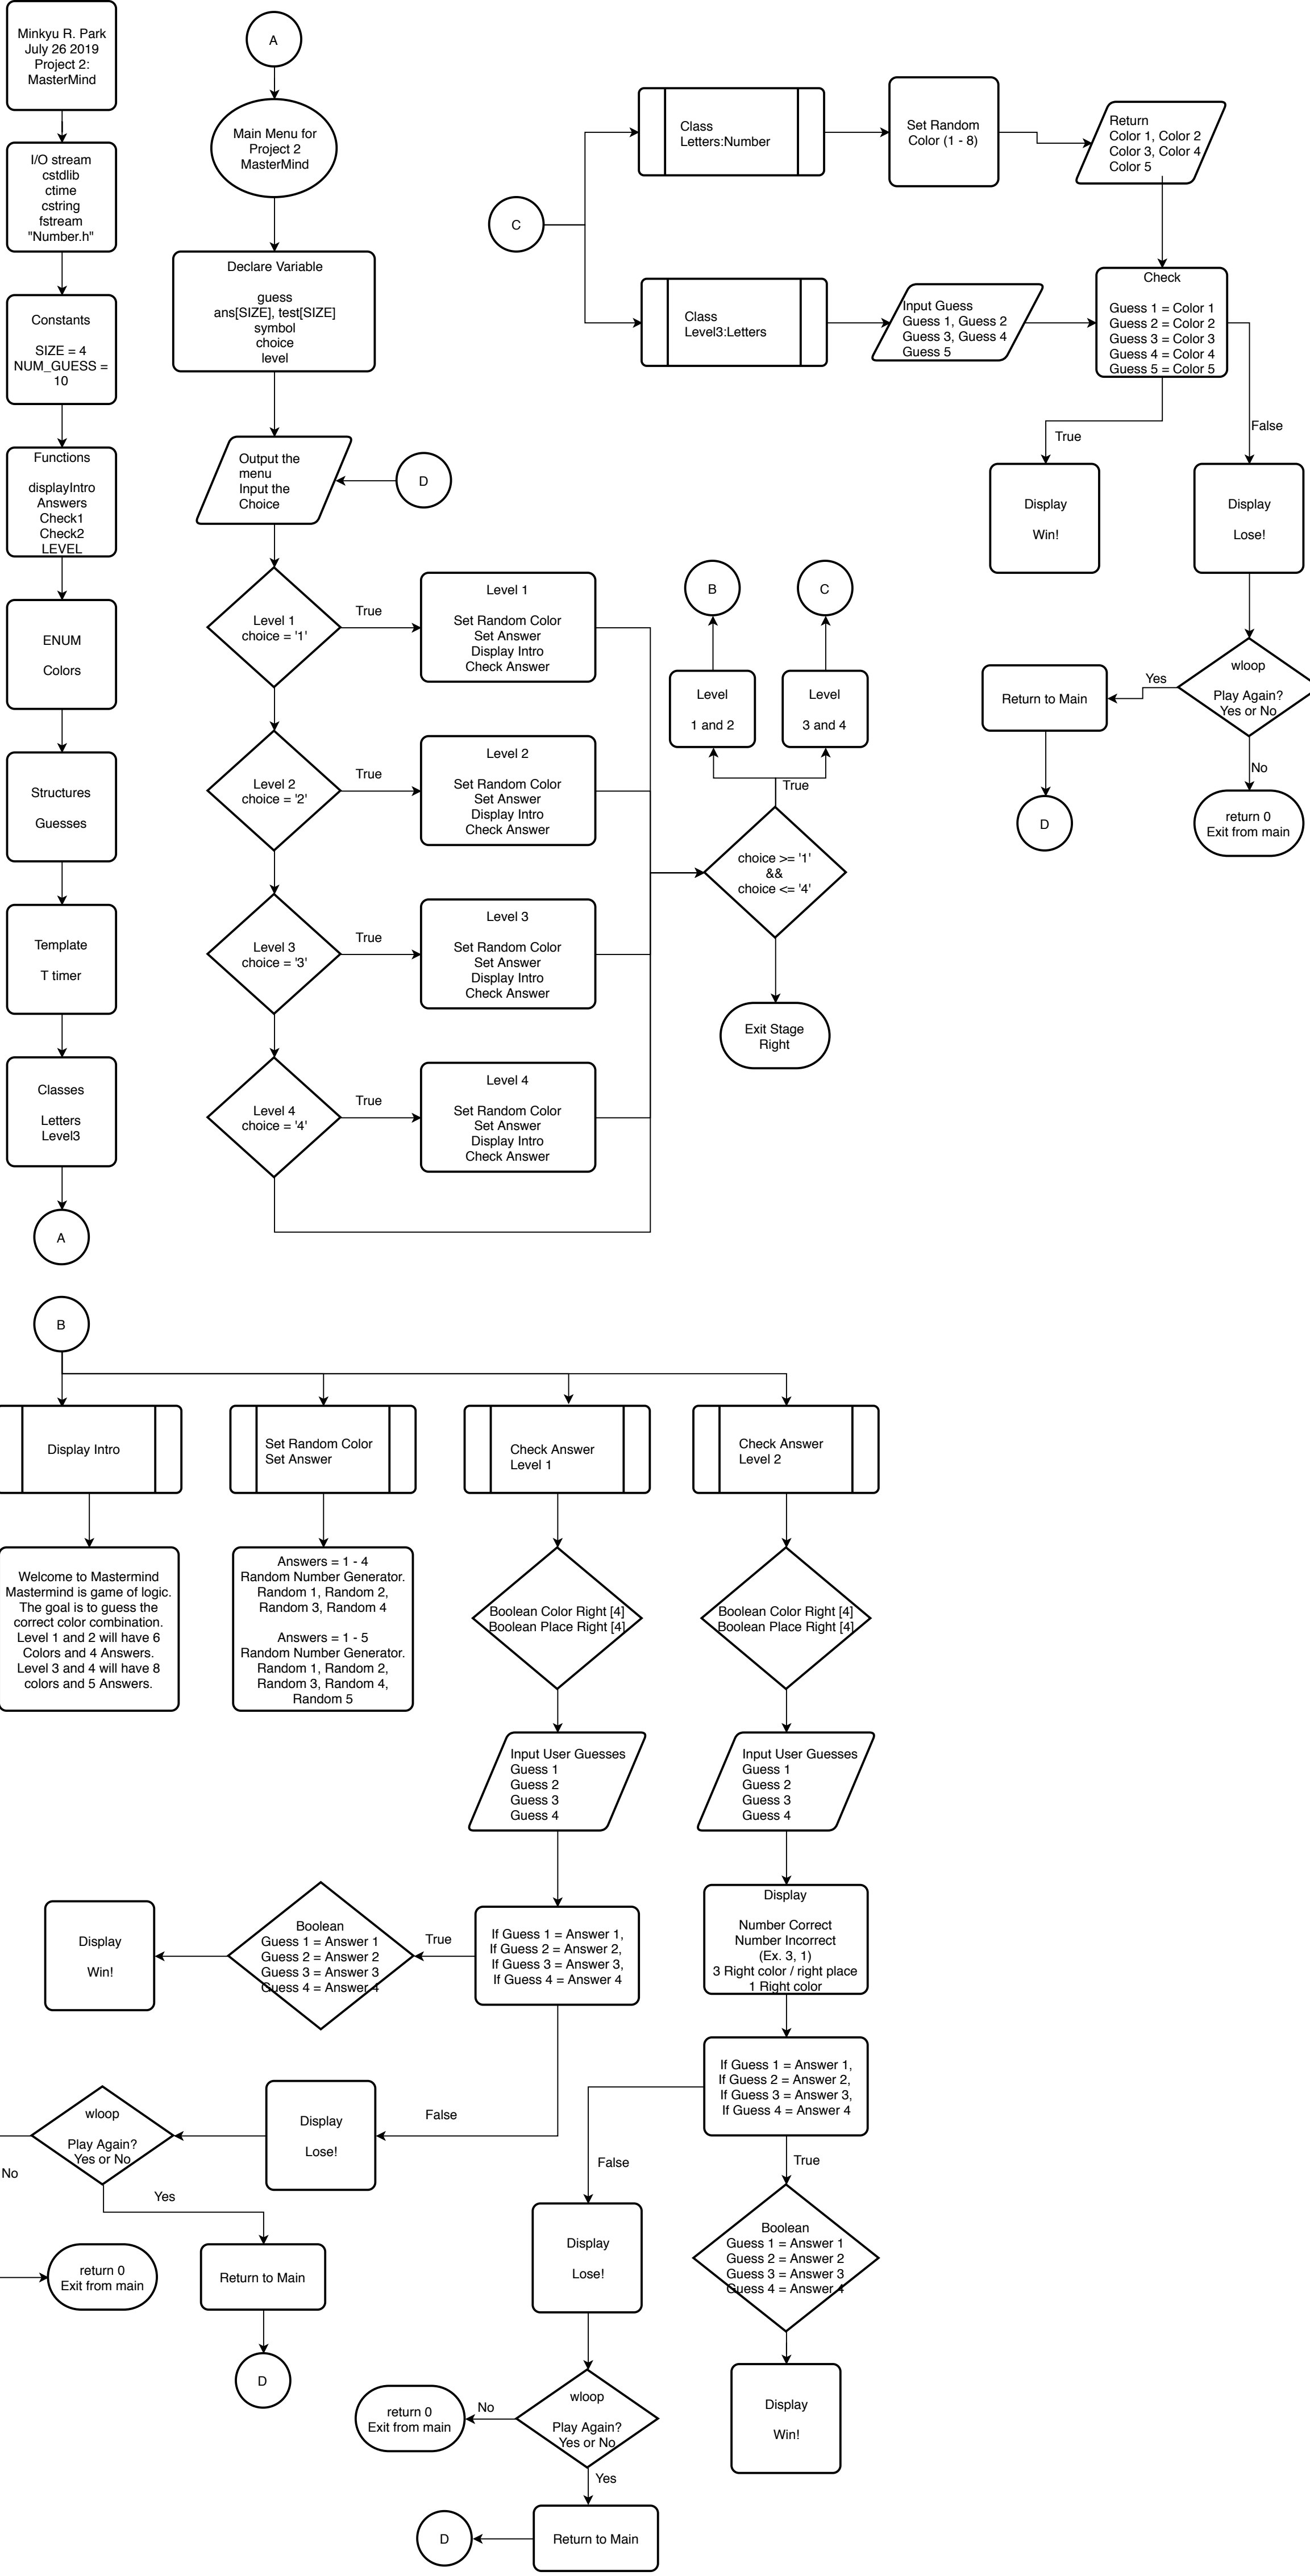 Minkyu R. Park
July 26 2019
Project 2:
MasterMind
I/O stream
cstdlib
ctime
cstring
fstream
"Number.h"
Constants
SIZE = 4
NUM_GUESS =
10
Functions
displayIntro
Answers
Check1
Check2
LEVEL
ENUM
Colors
Structures
Guesses
Template
T timer
Classes
Letters
Level3
A
A
Main Menu for
Project 2
MasterMind
Declare Variable
guess
ans[SIZE], test[SIZE]
symbol
choice
level
Output the
menu
Input the
Choice
D
Level 1
choice = '1'
True
Level 1
Set Random Color
Set Answer
Display Intro
Check Answer
Level 2
choice = '2'
True
Level 2
Set Random Color
Set Answer
Display Intro
Check Answer
Level 3
choice = '3'
True
Level 3
Set Random Color
Set Answer
Display Intro
Check Answer
Level 4
choice = '4'
True
Level 4
Set Random Color
Set Answer
Display Intro
Check Answer
B
C
Level
1 and 2
Level
3 and 4
True
choice >= '1'
&&
choice <= '4'
Exit Stage
Right
C
Class
Letters:Number
Set Random
Color (1 - 8)
Return
Color 1, Color 2
Color 3, Color 4
Color 5
Class
Level3:Letters
Input Guess
Guess 1, Guess 2
Guess 3, Guess 4
Guess 5
Check
Guess 1 = Color 1
Guess 2 = Color 2
Guess 3 = Color 3
Guess 4 = Color 4
Guess 5 = Color 5
True
False
Display
Win!
Display
Lose!
wloop
Play Again?
Yes or No
Yes
Return to Main
D
No
return 0
Exit from main
B
Display Intro
Set Random Color
Set Answer
Check Answer
Level 1
Check Answer
Level 2
Welcome to Mastermind
Mastermind is game of logic.
The goal is to guess the
correct color combination.
Level 1 and 2 will have 6
Colors and 4 Answers.
Level 3 and 4 will have 8
colors and 5 Answers.
Answers = 1 - 4
Random Number Generator.
Random 1, Random 2,
Random 3, Random 4
Answers = 1 - 5
Random Number Generator.
Random 1, Random 2,
Random 3, Random 4,
Random 5
Boolean Color Right [4]
Boolean Place Right [4]
Boolean Color Right [4]
Boolean Place Right [4]
Input User Guesses
Guess 1
Guess 2
Guess 3
Guess 4
Input User Guesses
Guess 1
Guess 2
Guess 3
Guess 4
If Guess 1 = Answer 1,
If Guess 2 = Answer 2,
If Guess 3 = Answer 3,
If Guess 4 = Answer 4
True
Boolean
Guess 1 = Answer 1
Guess 2 = Answer 2
Guess 3 = Answer 3
Guess 4 = Answer 4
Display
Win!
False
Display
Lose!
wloop
Play Again?
Yes or No
No
return 0
Exit from main
Yes
Return to Main
D
Display
Number Correct
Number Incorrect
(Ex. 3, 1)
3 Right color / right place
1 Right color
If Guess 1 = Answer 1,
If Guess 2 = Answer 2,
If Guess 3 = Answer 3,
If Guess 4 = Answer 4
False
True
Boolean
Guess 1 = Answer 1
Guess 2 = Answer 2
Guess 3 = Answer 3
Guess 4 = Answer 4
Display
Win!
Display
Lose!
wloop
Play Again?
Yes or No
No
return 0
Exit from main
Yes
Return to Main
D